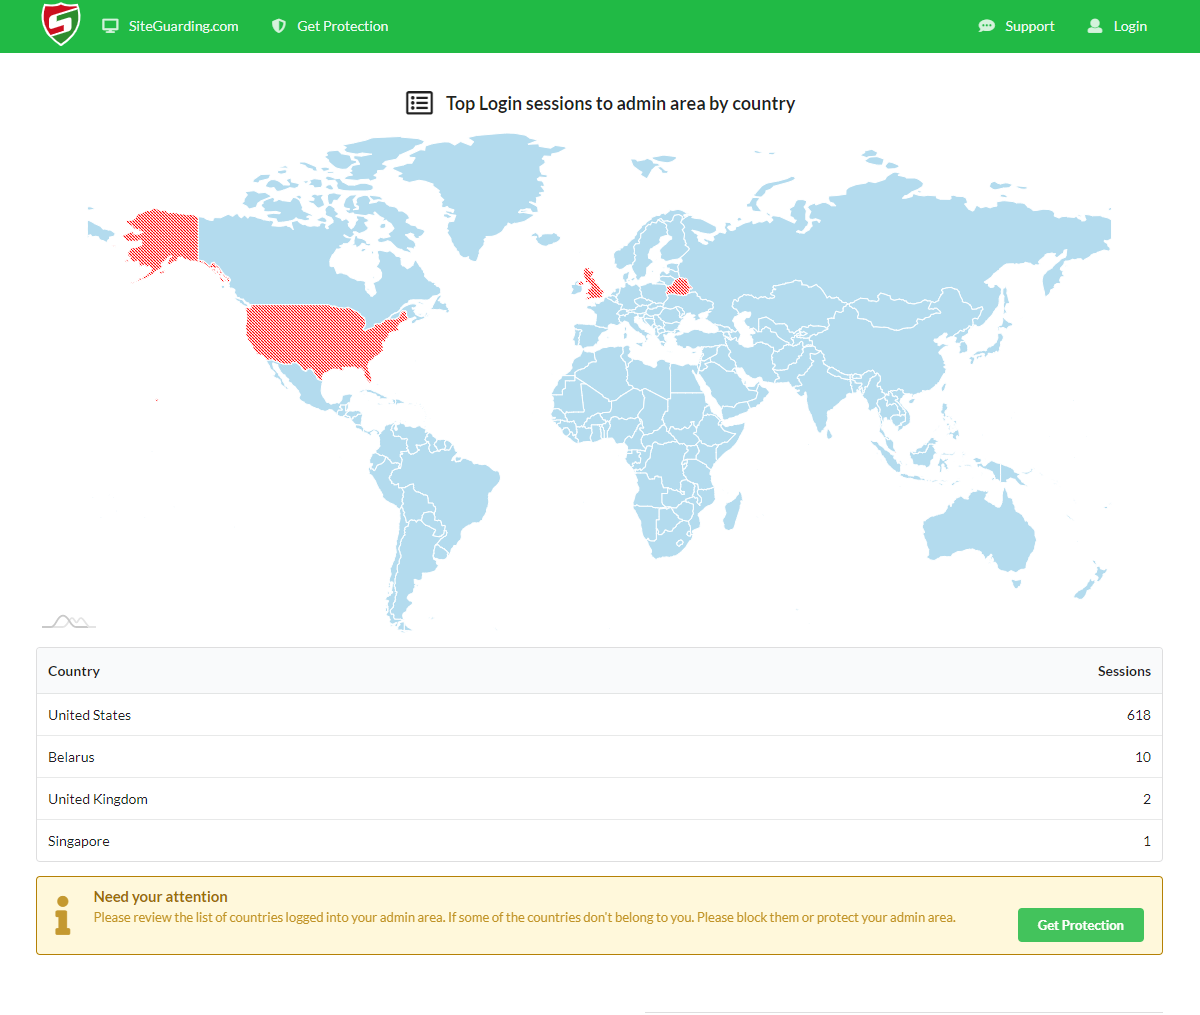 SiteGuarding.com
Get Protection
Support
Login
Top Login sessions to admin area by country
Country Sessions
United States 618
Belarus 10
United Kingdom 2
Singapore 1
Need your attention
Please review the list of countries logged into your admin area. If some of the countries don't belong to you. Please block them or protect your admin area.
Get Protection